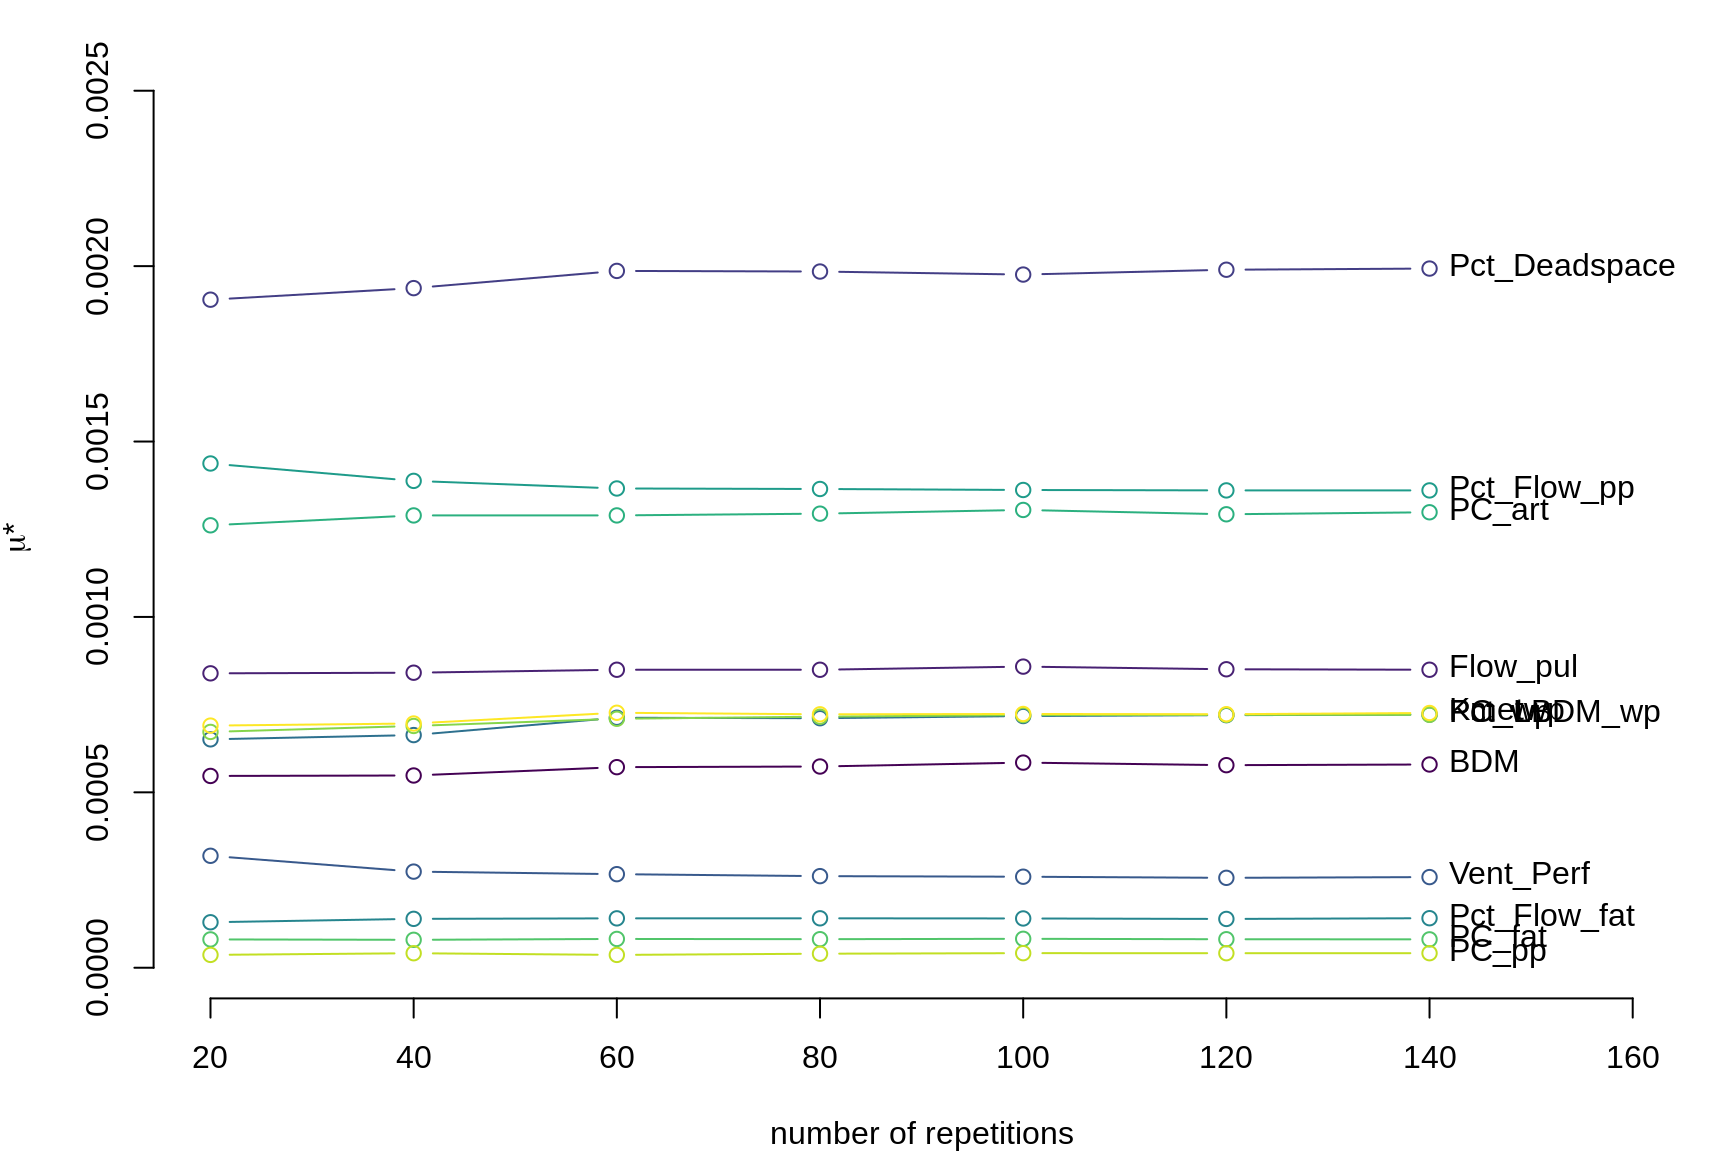 0.0025
0.0020
0.0015
0.0010
0.0005
0.0000
μ*
Pct_Deadspace
Pct_Flow_pp
PC_art
Flow_pul
BDM
Vent_Perf
Pct_Flow_fat
PC_fat
PC_pp
20 40 60 80 100 120 140 160
number of repetitions